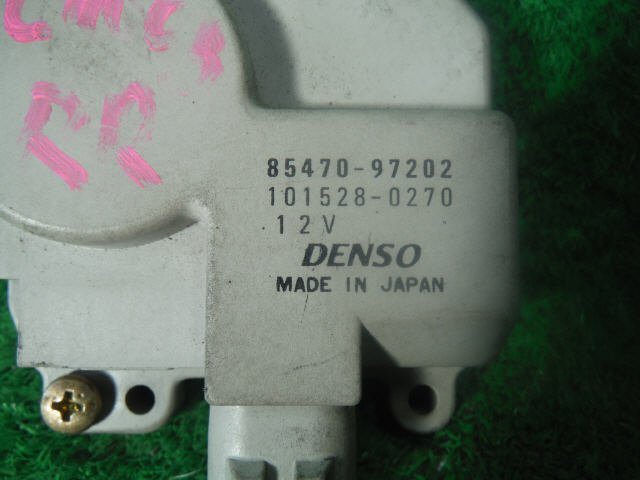 85470-97202
101528-0270
12V
DENSO
MADE IN JAPAN